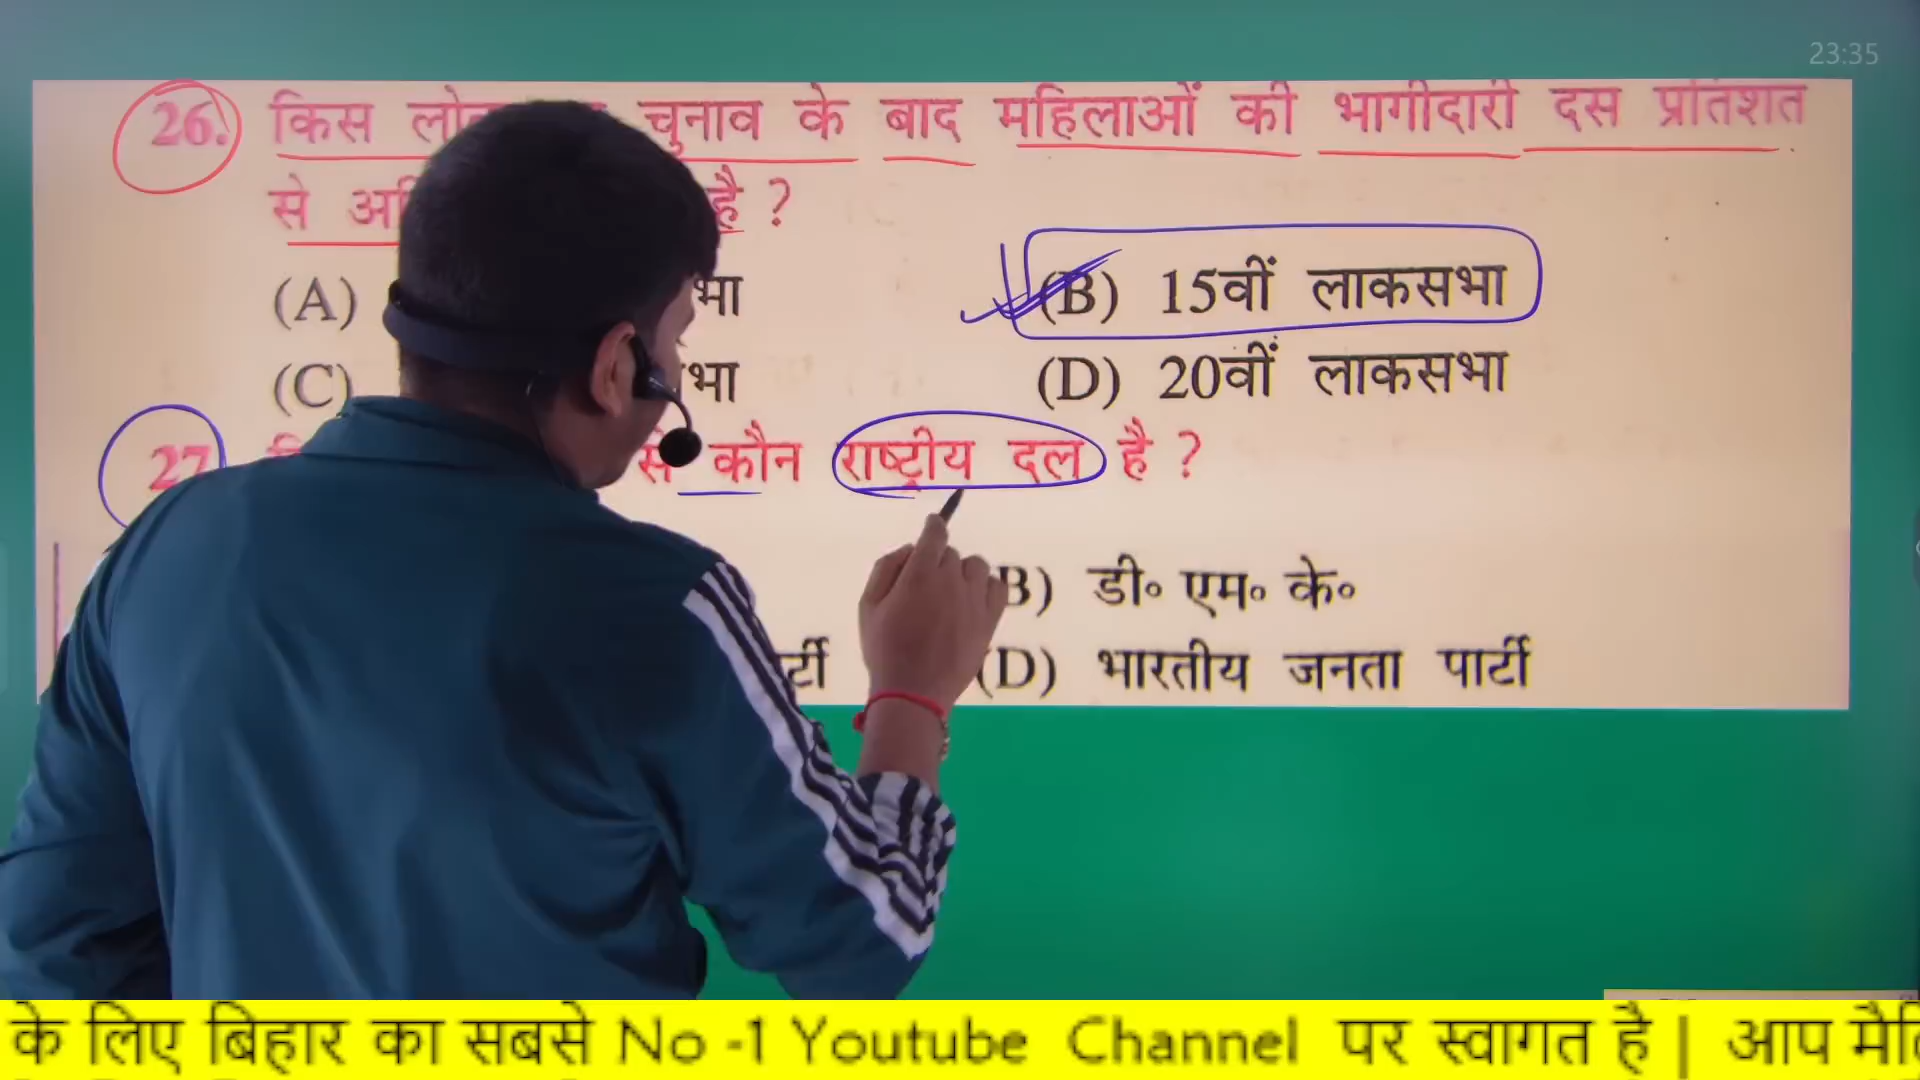 23:35
26. किस चुनाव के बाद महिलाओं की भागीदारी दस प्रतिशत
से है ?
(A) भा (B) 15वीं लाकसभा
(C) भा (D) 20वीं लाकसभा
27 से कौन राष्ट्रीय दल है ?
B) डी॰ एम॰ के॰
र्टी (D) भारतीय जनता पार्टी
के लिए बिहार का सबसे No -1 Youtube Channel पर स्वागत है | आप